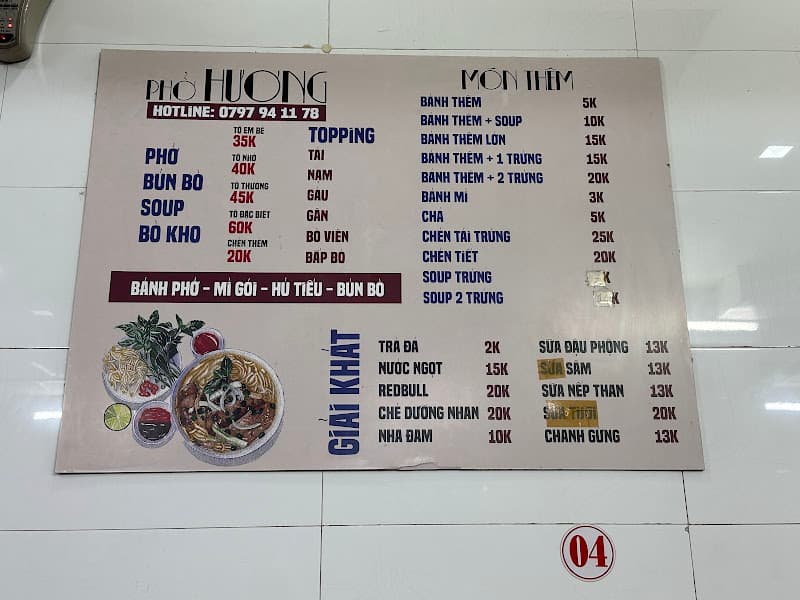 PHỞ HƯƠNG
HOTLINE: 0797 94 11 78
PHỞ
BÚN BÒ
SOUP
BÒ KHO
TÔ EM BÉ
35K
TÔ NHỎ
40K
TÔ THƯỜNG
45K
TÔ ĐẶC BIỆT
60K
CHÉN THÊM
20K
TOPPING
TÁI
NẠM
GẦU
GÂN
BÒ VIÊN
BẮP BÒ
BÁNH PHỞ - MÌ GÓI - HỦ TIẾU - BÚN BÒ
MÓN THÊM
BÁNH THÊM 5K
BÁNH THÊM + SOUP 10K
BÁNH THÊM LỚN 15K
BÁNH THÊM + 1 TRỨNG 15K
BÁNH THÊM + 2 TRỨNG 20K
BÁNH MÌ 3K
CHẢ 5K
CHÉN TÁI TRỨNG 25K
CHÉN TIẾT 20K
SOUP TRỨNG K
SOUP 2 TRỨNG K
GIẢI KHÁT
TRÀ ĐÁ 2K
NƯỚC NGỌT 15K
REDBULL 20K
CHÈ DƯỠNG NHAN 20K
NHA ĐAM 10K
SỮA ĐẬU PHỘNG 13K
SỮA SÂM 13K
SỮA NẾP THAN 13K
SỮA TƯƠI 20K
CHANH GỪNG 13K
04